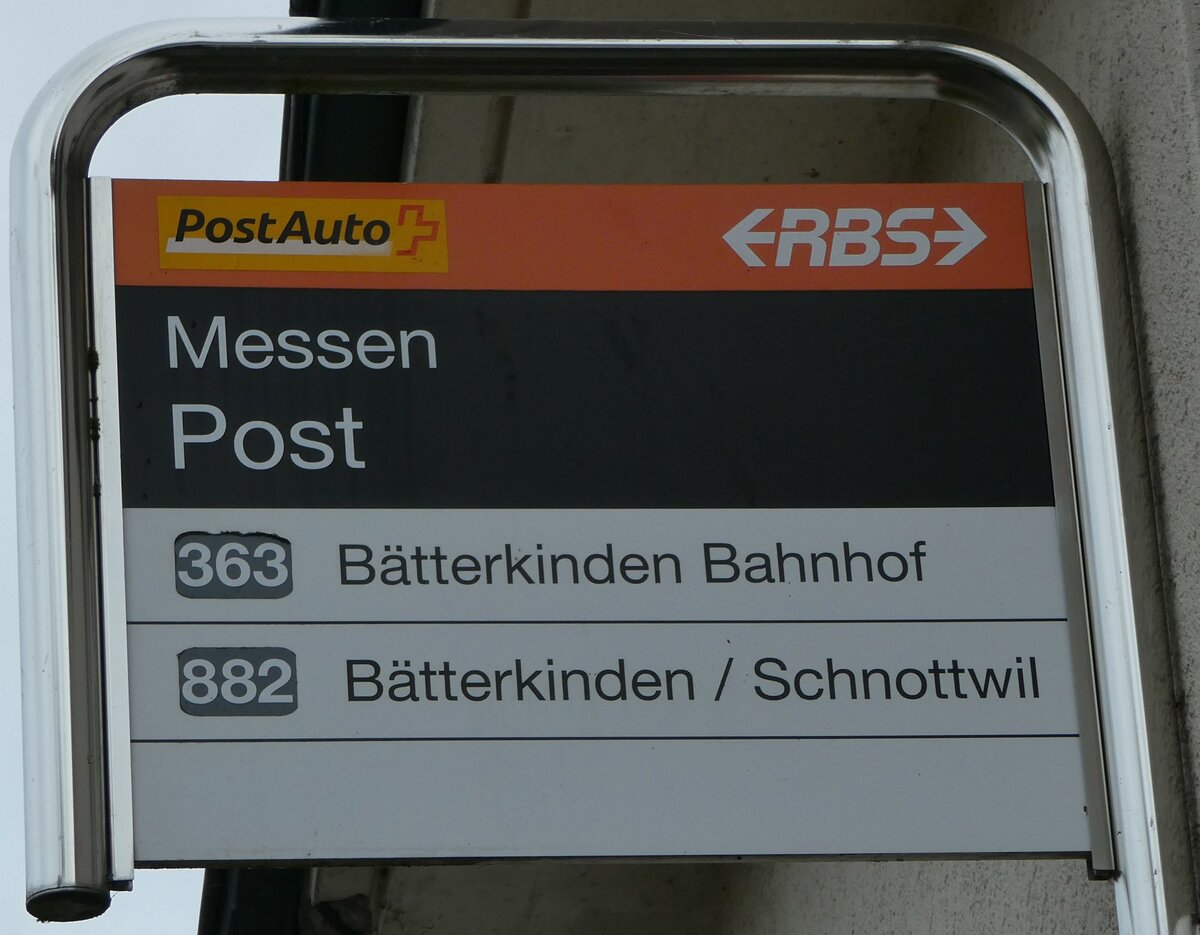 PostAuto RBS
Messen
Post
363 Bätterkinden Bahnhof
882 Bätterkinden / Schnottwil